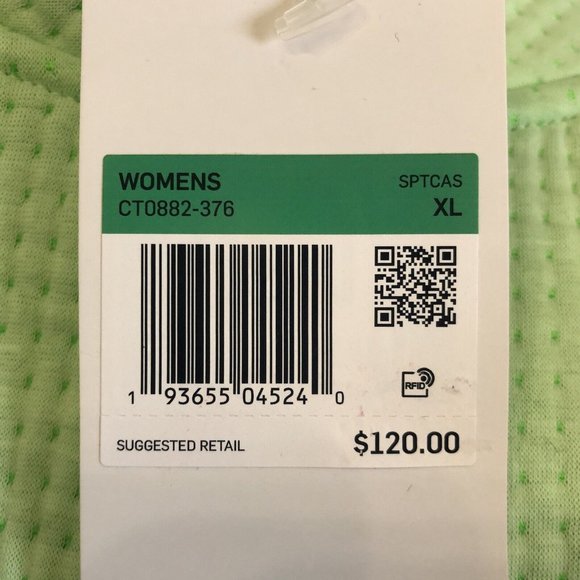 WOMENS SPTCAS
CT0882-376 XL
1 93655 04524 0
RFID
SUGGESTED RETAIL $120.00